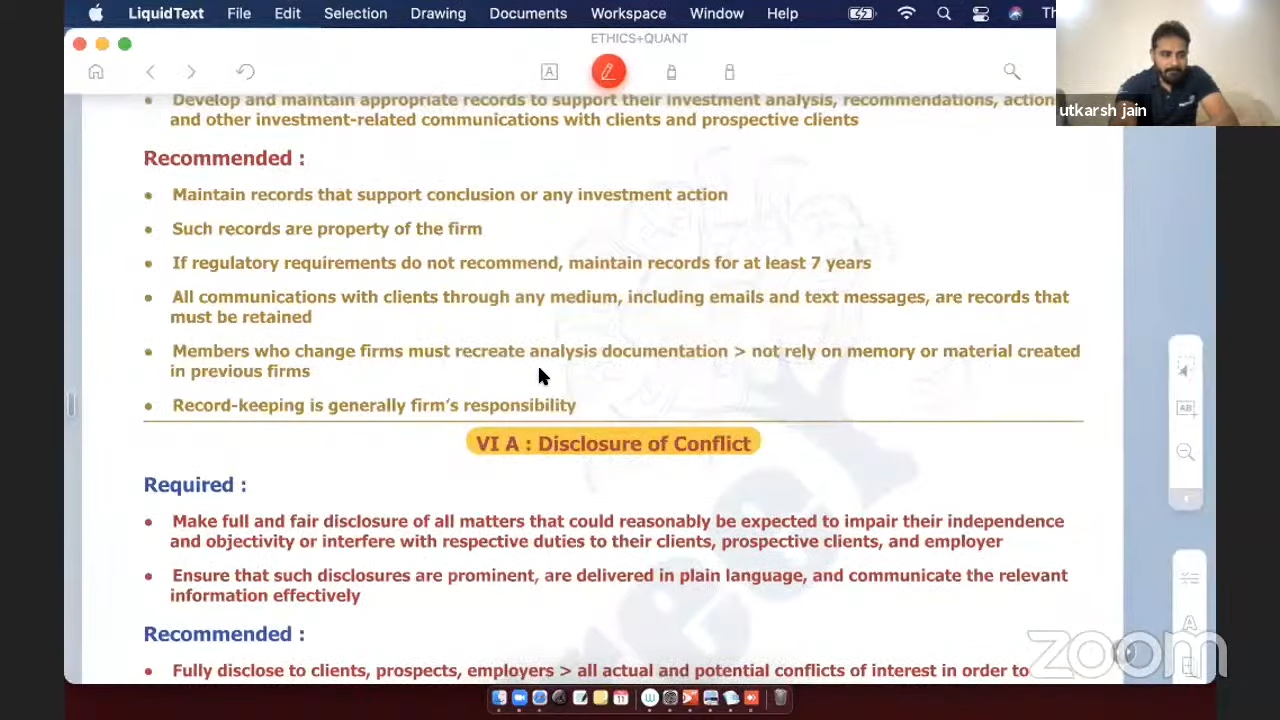 LiquidText File Edit Selection Drawing Documents Workspace Window Help
ETHICS+QUANT
utkarsh jain
• Develop and maintain appropriate records to support their investment analysis, recommendations, action
and other investment-related communications with clients and prospective clients
Recommended :
• Maintain records that support conclusion or any investment action
• Such records are property of the firm
• If regulatory requirements do not recommend, maintain records for at least 7 years
• All communications with clients through any medium, including emails and text messages, are records that
must be retained
• Members who change firms must recreate analysis documentation > not rely on memory or material created
in previous firms
• Record-keeping is generally firm's responsibility
VI A : Disclosure of Conflict
Required :
• Make full and fair disclosure of all matters that could reasonably be expected to impair their independence
and objectivity or interfere with respective duties to their clients, prospective clients, and employer
• Ensure that such disclosures are prominent, are delivered in plain language, and communicate the relevant
information effectively
Recommended :
• Fully disclose to clients, prospects, employers > all actual and potential conflicts of interest in order to
zoom